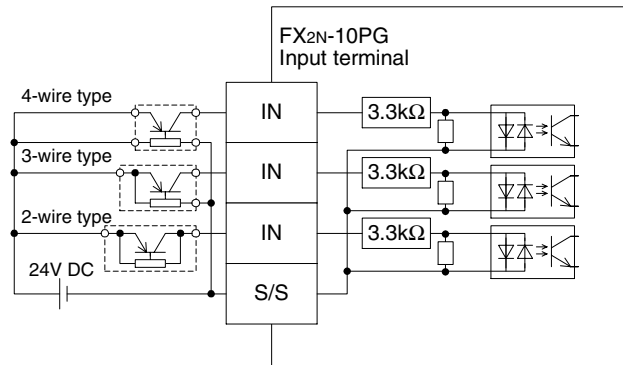 FX2N-10PG
Input terminal
4-wire type
IN
3.3kΩ
3-wire type
IN
3.3kΩ
2-wire type
IN
3.3kΩ
24V DC
S/S